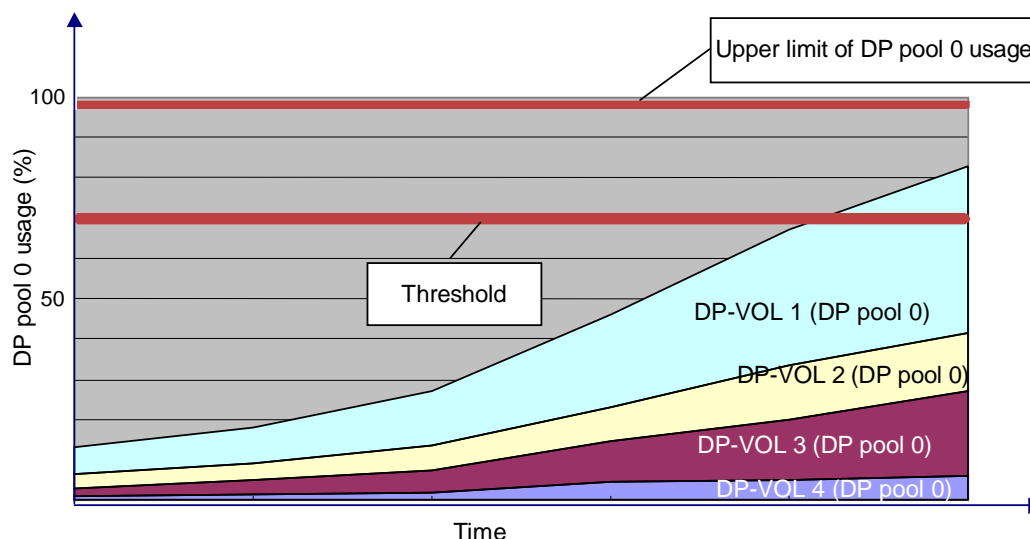 Upper limit of DP pool 0 usage
100
DP pool 0 usage (%)
Threshold
50
DP-VOL 1 (DP pool 0)
DP-VOL 2 (DP pool 0)
DP-VOL 3 (DP pool 0)
DP-VOL 4 (DP pool 0)
Time